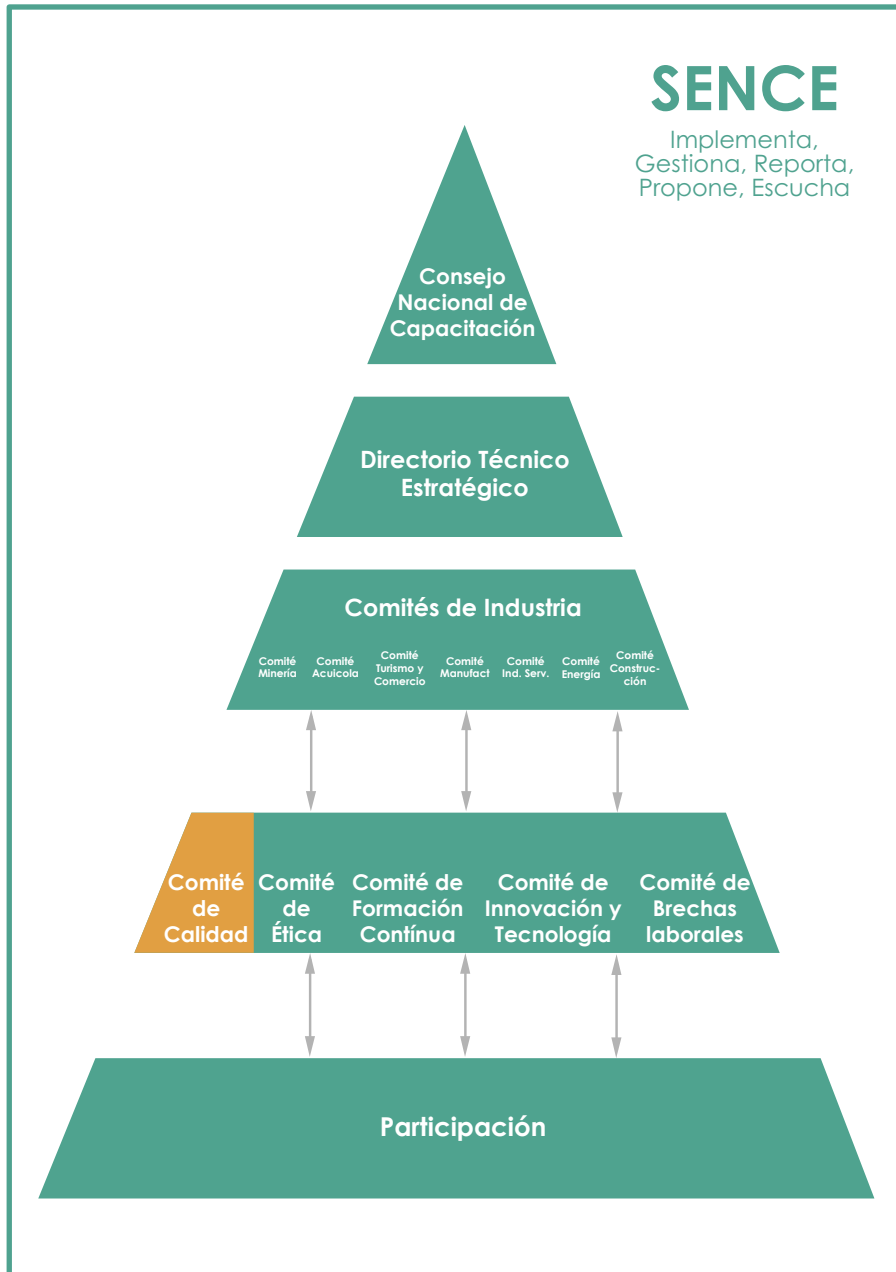 SENCE
Implementa,
Gestiona, Reporta,
Propone, Escucha
Consejo
Nacional de
Capacitación
Directorio Técnico
Estratégico
Comités de Industria
Comité
Minería
Comité
Acuicola
Comité
Turismo y
Comercio
Comité
Manufact
Comité
Ind. Serv.
Comité
Energía
Comité
Construc-
ción
Comité
de
Calidad
Comité
de
Ética
Comité de
Formación
Contínua
Comité de
Innovación y
Tecnología
Comité de
Brechas
laborales
Participación